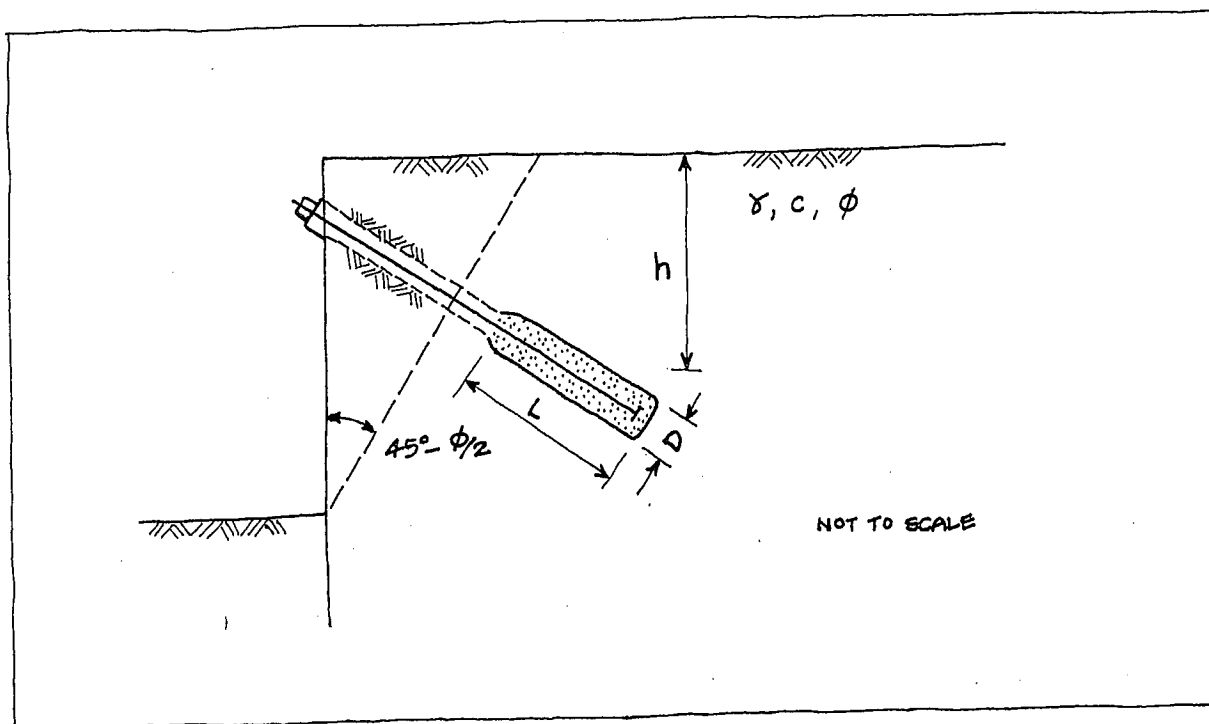 γ, c, φ
h
L
D
45°- φ/2
NOT TO SCALE